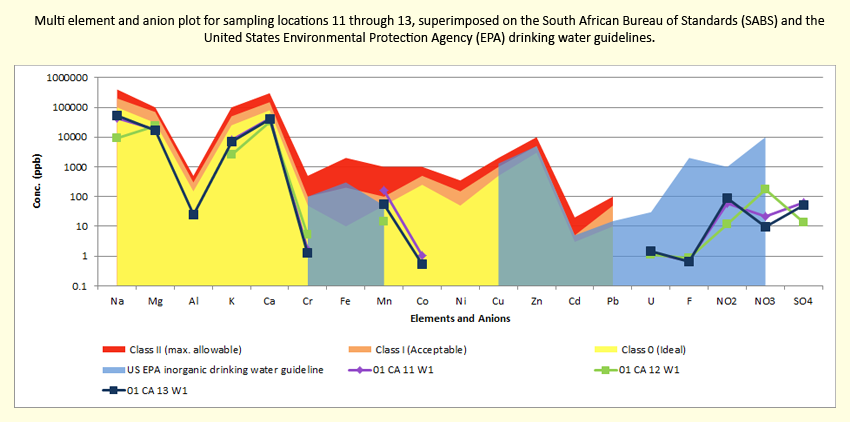 Multi element and anion plot for sampling locations 11 through 13, superimposed on the South African Bureau of Standards (SABS) and the
United States Environmental Protection Agency (EPA) drinking water guidelines.
1000000
100000
10000
1000
100
10
1
0.1
Conc. (ppb)
Na Mg Al K Ca Cr Fe Mn Co Ni Cu Zn Cd Pb U F NO2 NO3 SO4
Elements and Anions
Class II (max. allowable) Class I (Acceptable) Class 0 (Ideal)
US EPA inorganic drinking water guideline 01 CA 11 W1 01 CA 12 W1
01 CA 13 W1